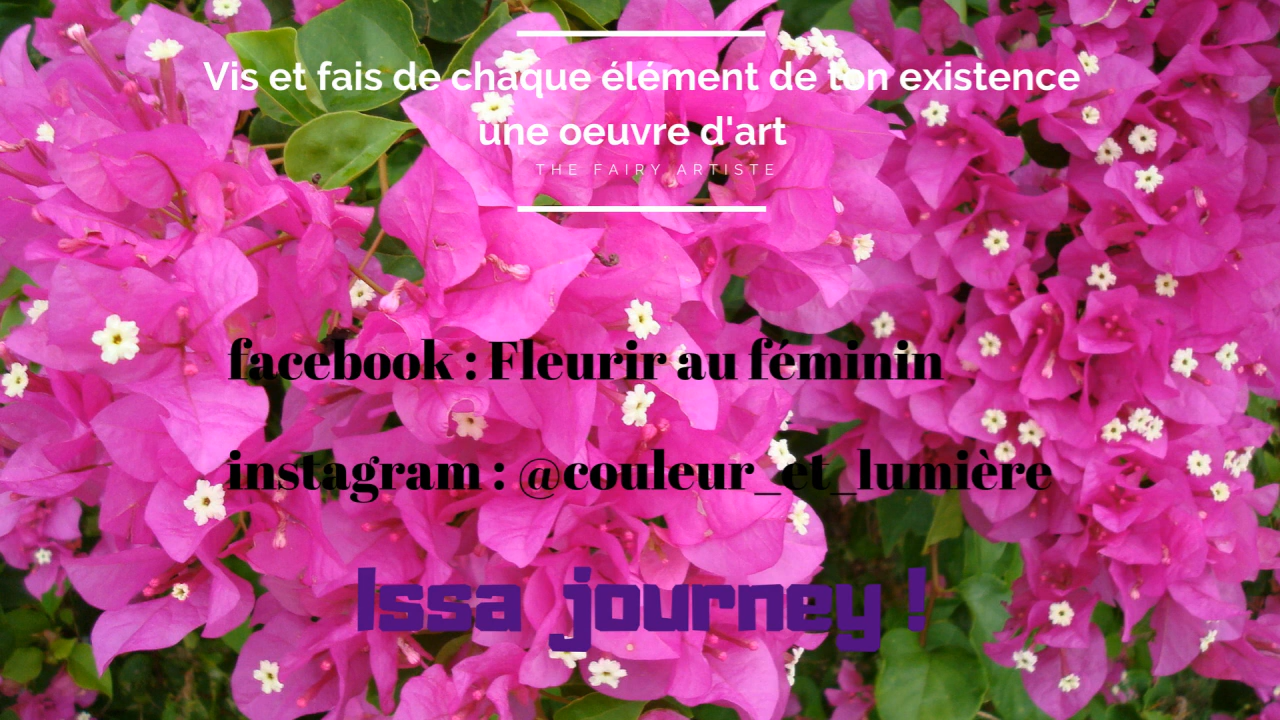 Vis et fais de chaque élément de ton existence
une oeuvre d'art
THE FAIRY ARTISTE
facebook : Fleurir au féminin
instagram : @couleur_et_lumière
Issa journey !